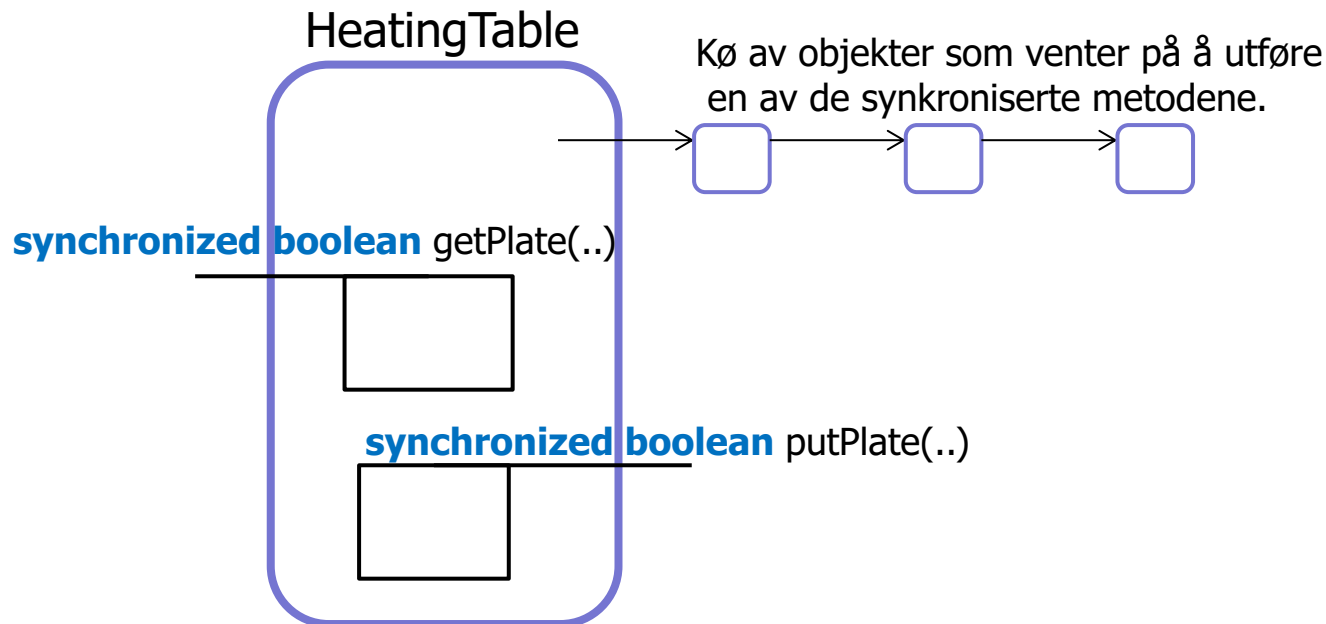 HeatingTable
Kø av objekter som venter på å utføre
en av de synkroniserte metodene.
synchronized boolean getPlate(..)
synchronized boolean putPlate(..)